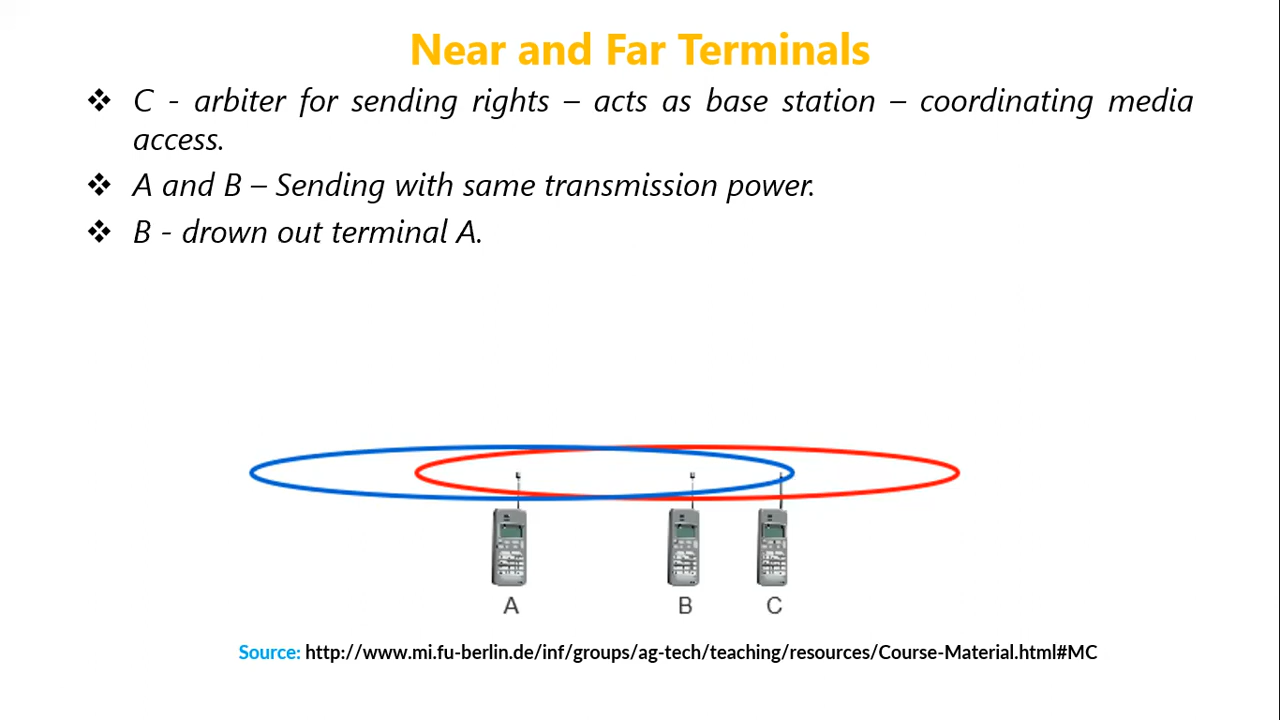 Near and Far Terminals
❖ C - arbiter for sending rights – acts as base station – coordinating media
access.
❖ A and B – Sending with same transmission power.
❖ B - drown out terminal A.
A B C
Source: http://www.mi.fu-berlin.de/inf/groups/ag-tech/teaching/resources/Course-Material.html#MC